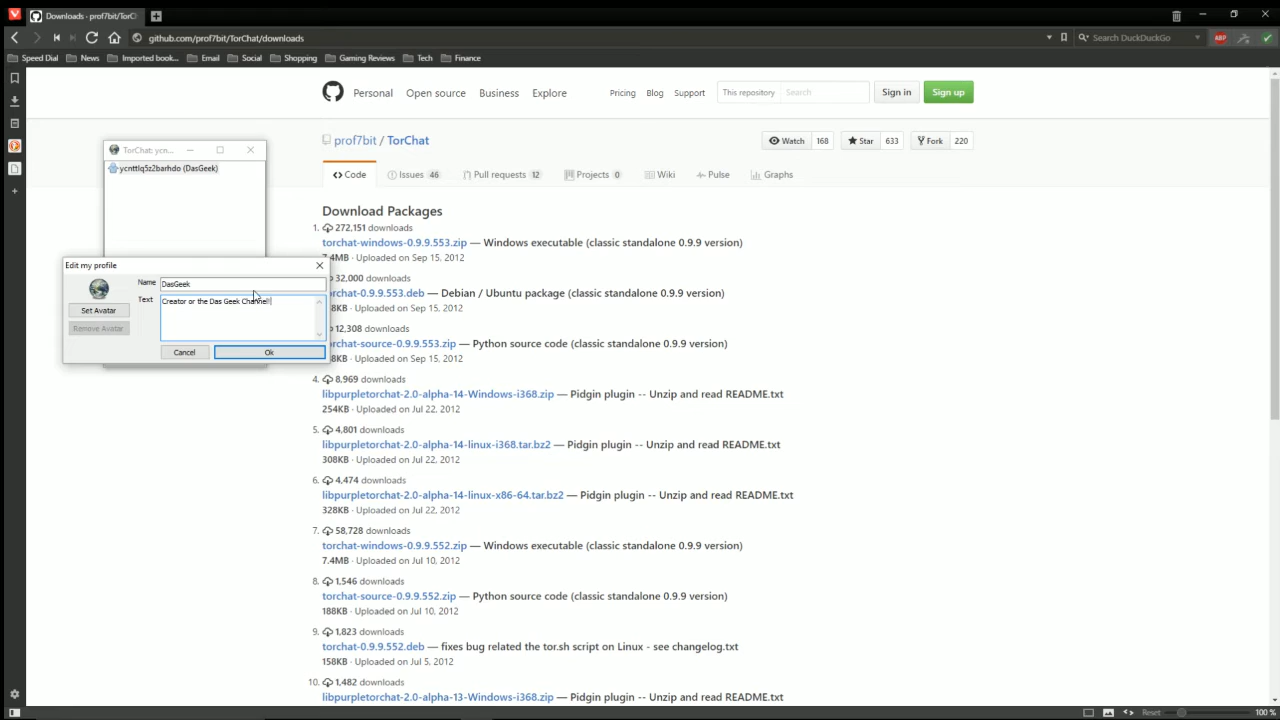 Downloads · prof7bit/TorC
github.com/prof7bit/TorChat/downloads
Search DuckDuckGo
ABP
Speed Dial
News
Imported book...
Email
Social
Shopping
Gaming Reviews
Tech
Finance
Personal Open source Business Explore
Pricing Blog Support
This repository Search
Sign in
Sign up
prof7bit / TorChat
Watch 168
Star 633
Fork 220
Code
Issues 46
Pull requests 12
Projects 0
Wiki
Pulse
Graphs
TorChat: ycn...
ycnttlq5z2barhdo (DasGeek)
Edit my profile
Name DasGeek
Text Creator or the Das Geek Channel!
Set Avatar
Remove Avatar
Cancel
Ok
Download Packages
1. 272,151 downloads
torchat-windows-0.9.9.553.zip — Windows executable (classic standalone 0.9.9 version)
4MB · Uploaded on Sep 15, 2012
32,000 downloads
rchat-0.9.9.553.deb — Debian / Ubuntu package (classic standalone 0.9.9 version)
8KB · Uploaded on Sep 15, 2012
12,308 downloads
rchat-source-0.9.9.553.zip — Python source code (classic standalone 0.9.9 version)
8KB · Uploaded on Sep 15, 2012
4. 8,969 downloads
libpurpletorchat-2.0-alpha-14-Windows-i368.zip — Pidgin plugin -- Unzip and read README.txt
254KB · Uploaded on Jul 22, 2012
5. 4,801 downloads
libpurpletorchat-2.0-alpha-14-linux-i368.tar.bz2 — Pidgin plugin -- Unzip and read README.txt
308KB · Uploaded on Jul 22, 2012
6. 4,474 downloads
libpurpletorchat-2.0-alpha-14-linux-x86-64.tar.bz2 — Pidgin plugin -- Unzip and read README.txt
328KB · Uploaded on Jul 22, 2012
7. 58,728 downloads
torchat-windows-0.9.9.552.zip — Windows executable (classic standalone 0.9.9 version)
7.4MB · Uploaded on Jul 10, 2012
8. 1,546 downloads
torchat-source-0.9.9.552.zip — Python source code (classic standalone 0.9.9 version)
188KB · Uploaded on Jul 10, 2012
9. 1,823 downloads
torchat-0.9.9.552.deb — fixes bug related the tor.sh script on Linux - see changelog.txt
158KB · Uploaded on Jul 5, 2012
10. 1,482 downloads
libpurpletorchat-2.0-alpha-13-Windows-i368.zip — Pidgin plugin -- Unzip and read README.txt
Reset
100 %